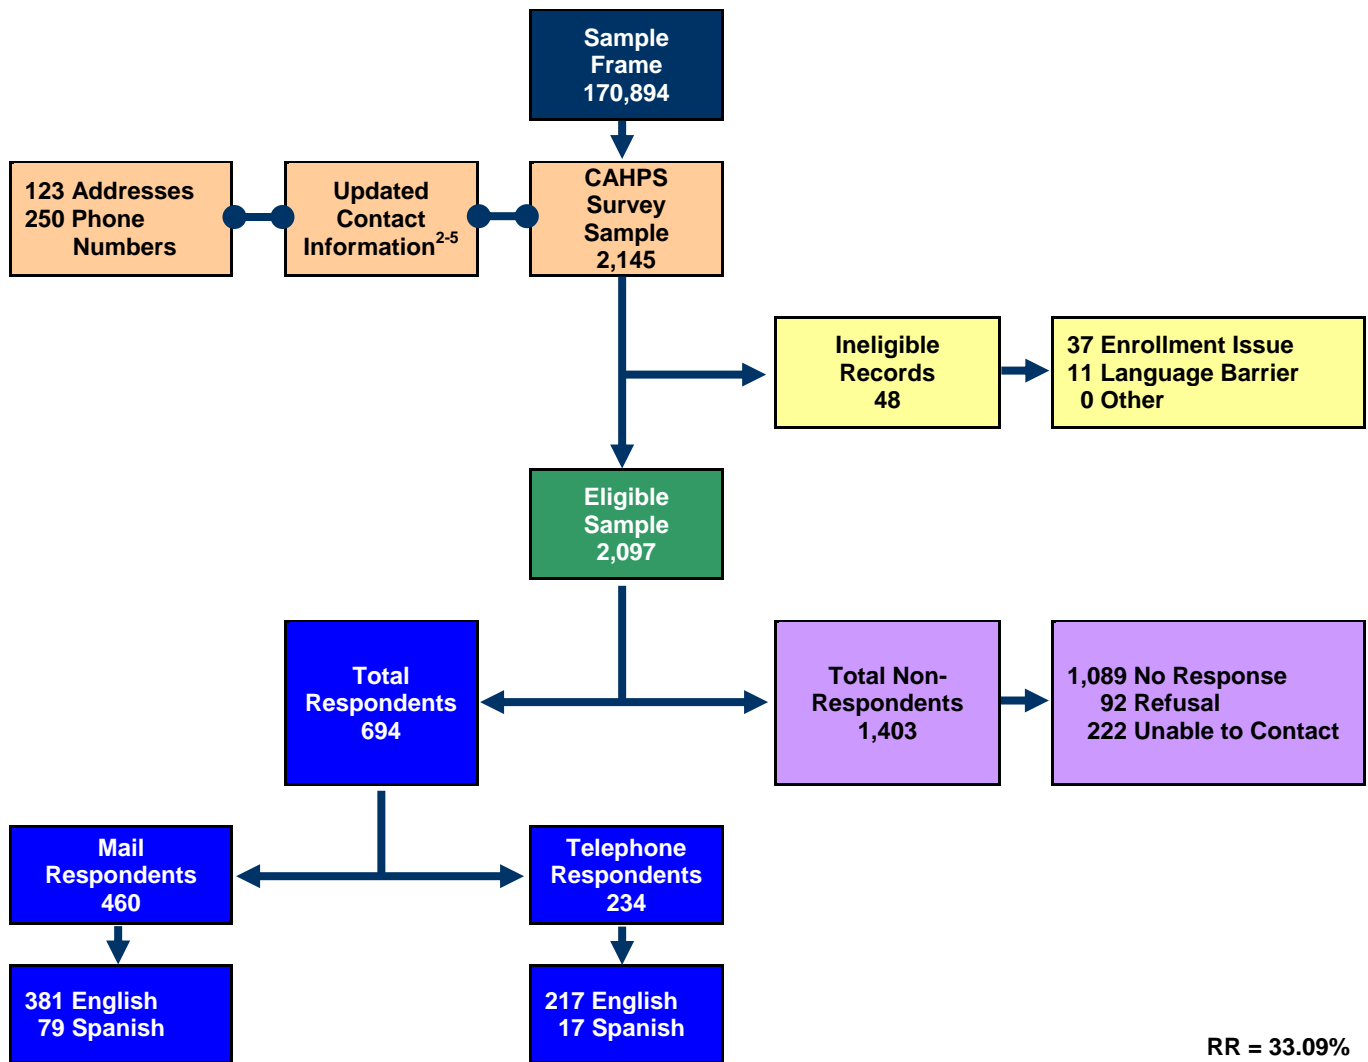 Sample
Frame
170,894
123 Addresses
250 Phone
Numbers
Updated
Contact
Information2-5
CAHPS
Survey
Sample
2,145
Ineligible
Records
48
37 Enrollment Issue
11 Language Barrier
0 Other
Eligible
Sample
2,097
Total
Respondents
694
Total Non-
Respondents
1,403
1,089 No Response
92 Refusal
222 Unable to Contact
Mail
Respondents
460
Telephone
Respondents
234
381 English
79 Spanish
217 English
17 Spanish
RR = 33.09%